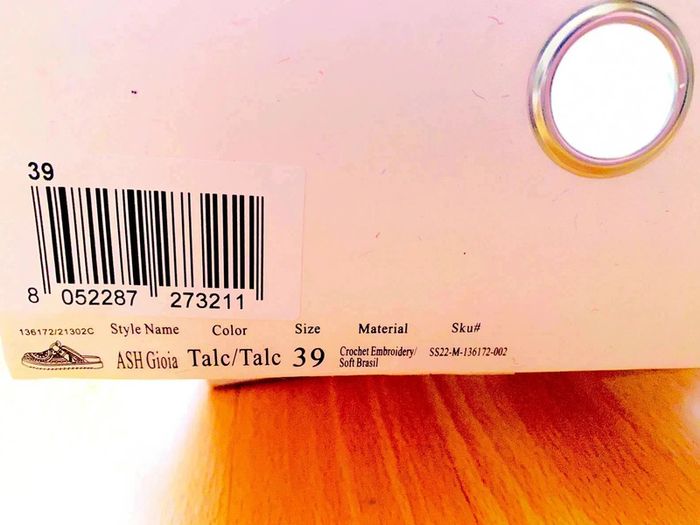 39
8 052287 273211
136172/21302C Style Name Color Size Material Sku#
ASH Gioia Talc/Talc 39 Crochet Embroidery/ SS22-M-136172-002
Soft Brasil